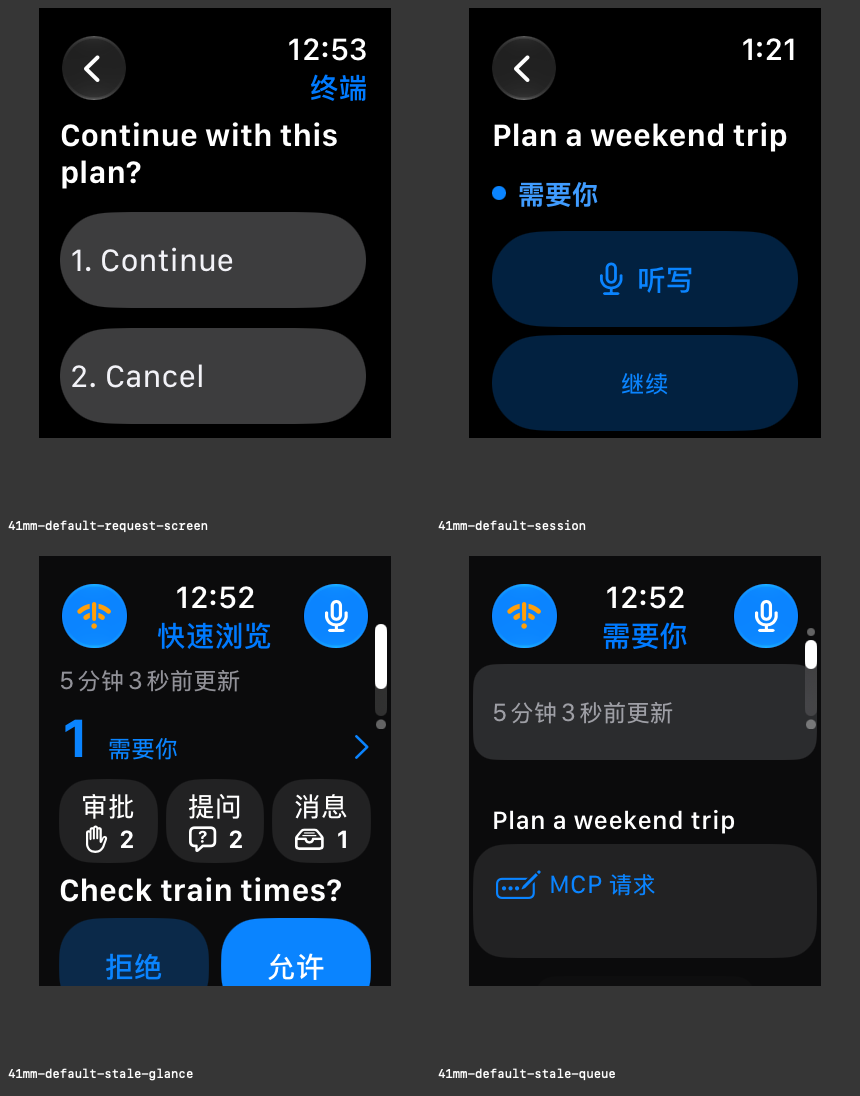 12:53
终端
Continue with this
plan?
1. Continue
2. Cancel
41mm-default-request-screen
1:21
Plan a weekend trip
需要你
听写
继续
41mm-default-session
12:52
快速浏览
5分钟3秒前更新
1 需要你
审批 提问 消息
2 2 1
Check train times?
拒绝 允许
41mm-default-stale-glance
12:52
需要你
5分钟3秒前更新
Plan a weekend trip
MCP 请求
41mm-default-stale-queue